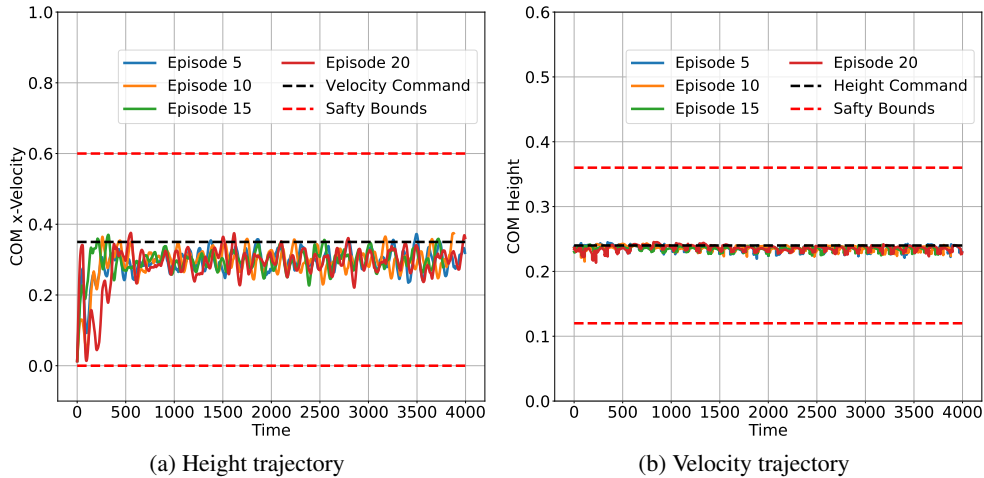 1.0
0.8
0.6
0.4
0.2
0.0
COM x-Velocity
Episode 5
Episode 10
Episode 15
Episode 20
Velocity Command
Safty Bounds
0 500 1000 1500 2000 2500 3000 3500 4000
Time
(a) Height trajectory
0.6
0.5
0.4
0.3
0.2
0.1
0.0
COM Height
Episode 5
Episode 10
Episode 15
Episode 20
Height Command
Safty Bounds
0 500 1000 1500 2000 2500 3000 3500 4000
Time
(b) Velocity trajectory